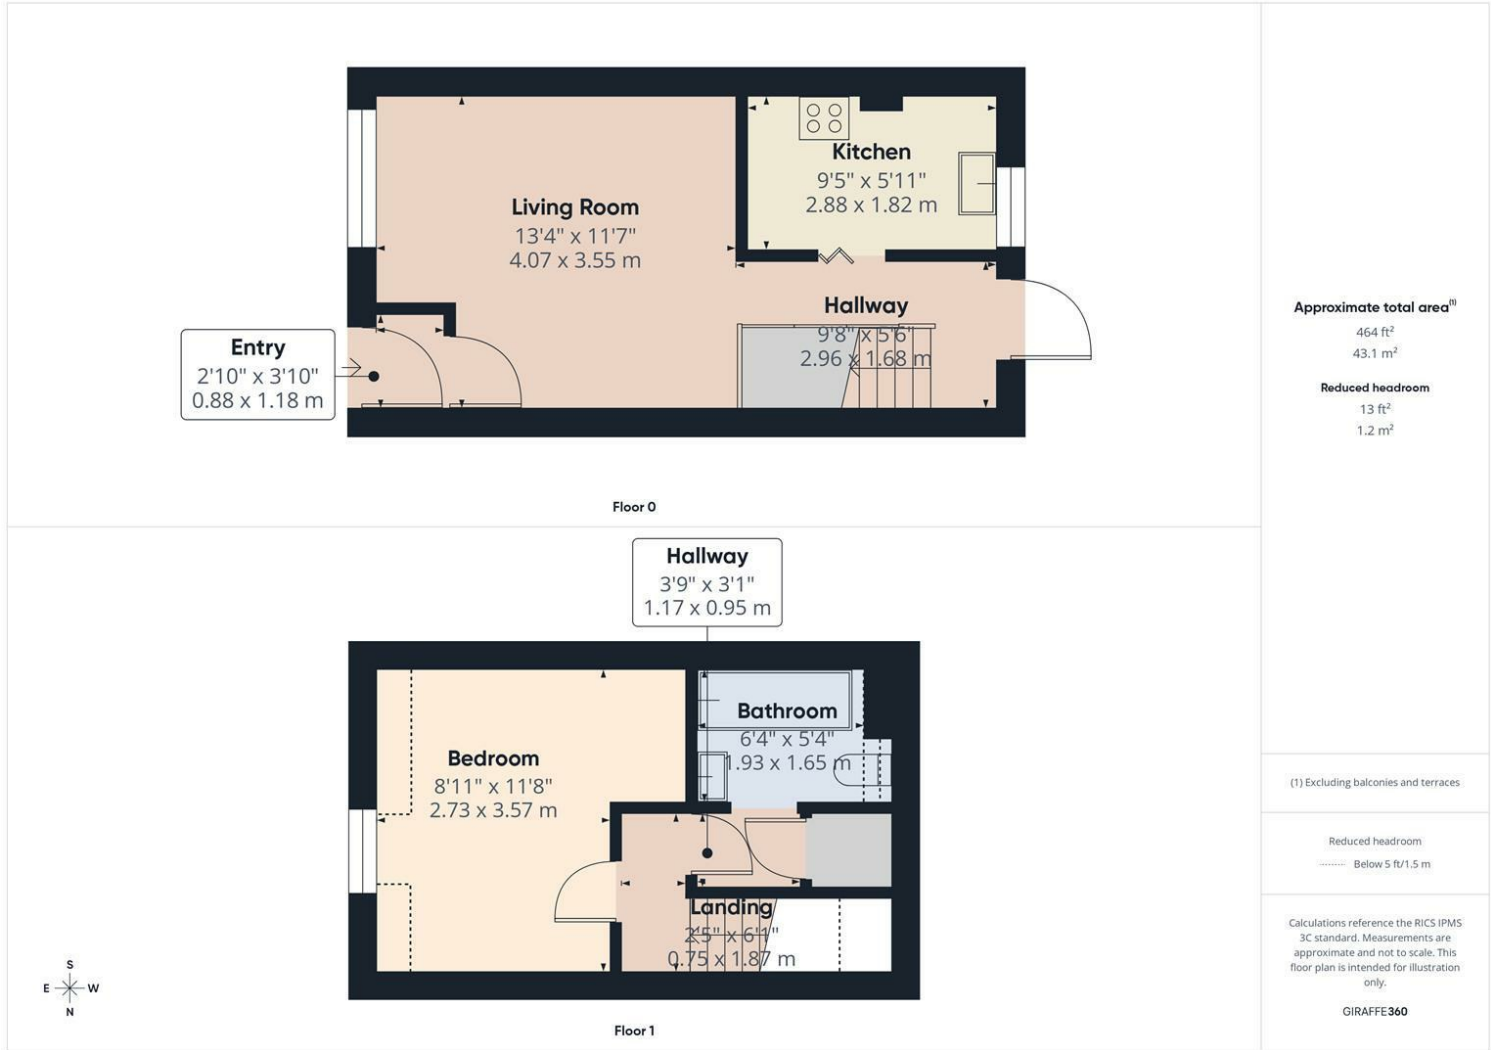 Living Room
13'4" x 11'7"
4.07 x 3.55 m
Kitchen
9'5" x 5'11"
2.88 x 1.82 m
Hallway
9'8" x 5'6"
2.96 x 1.68 m
Entry
2'10" x 3'10"
0.88 x 1.18 m
Floor 0
Hallway
3'9" x 3'1"
1.17 x 0.95 m
Bathroom
6'4" x 5'4"
1.93 x 1.65 m
Bedroom
8'11" x 11'8"
2.73 x 3.57 m
Landing
2'5" x 6'1"
0.75 x 1.87 m
S
E W
N
Floor 1
Approximate total area(1)
464 ft²
43.1 m²
Reduced headroom
13 ft²
1.2 m²
(1) Excluding balconies and terraces
Reduced headroom
Below 5 ft/1.5 m
Calculations reference the RICS IPMS
3C standard. Measurements are
approximate and not to scale. This
floor plan is intended for illustration
only.
GIRAFFE360